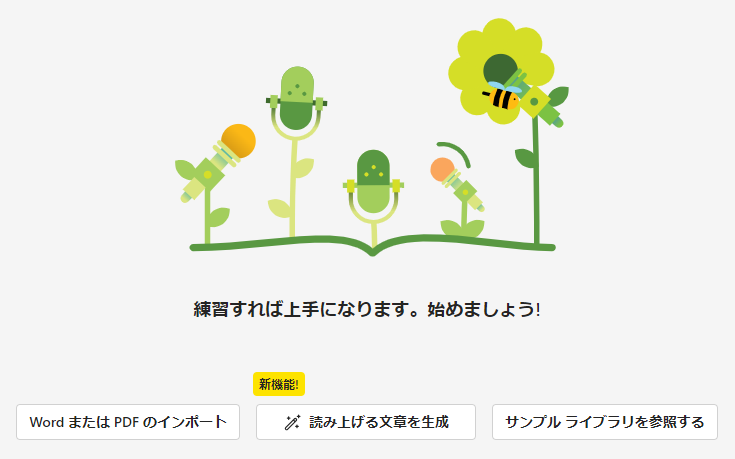 練習すれば上手になります。始めましょう!
新機能!
Word または PDF のインポート
読み上げる文章を生成
サンプル ライブラリを参照する